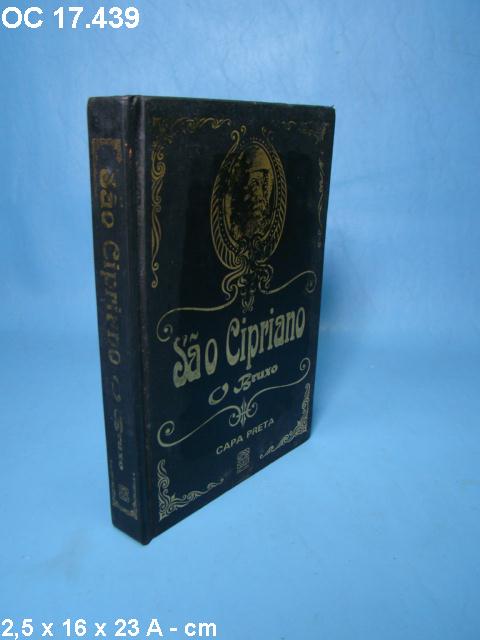 OC 17.439
São Cipriano
O Bruxo
CAPA PRETA
São Cipriano O Bruxo
2,5 x 16 x 23 A - cm